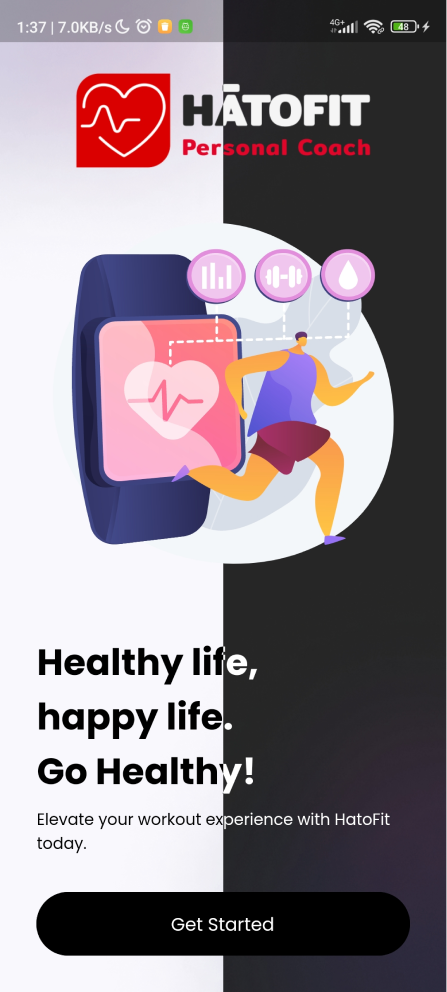 1:37 | 7.0KB/s 4G+ 48
HĀTOFIT
Personal Coach
Healthy life,
happy life.
Go Healthy!
Elevate your workout experience with HatoFit
today.
Get Started